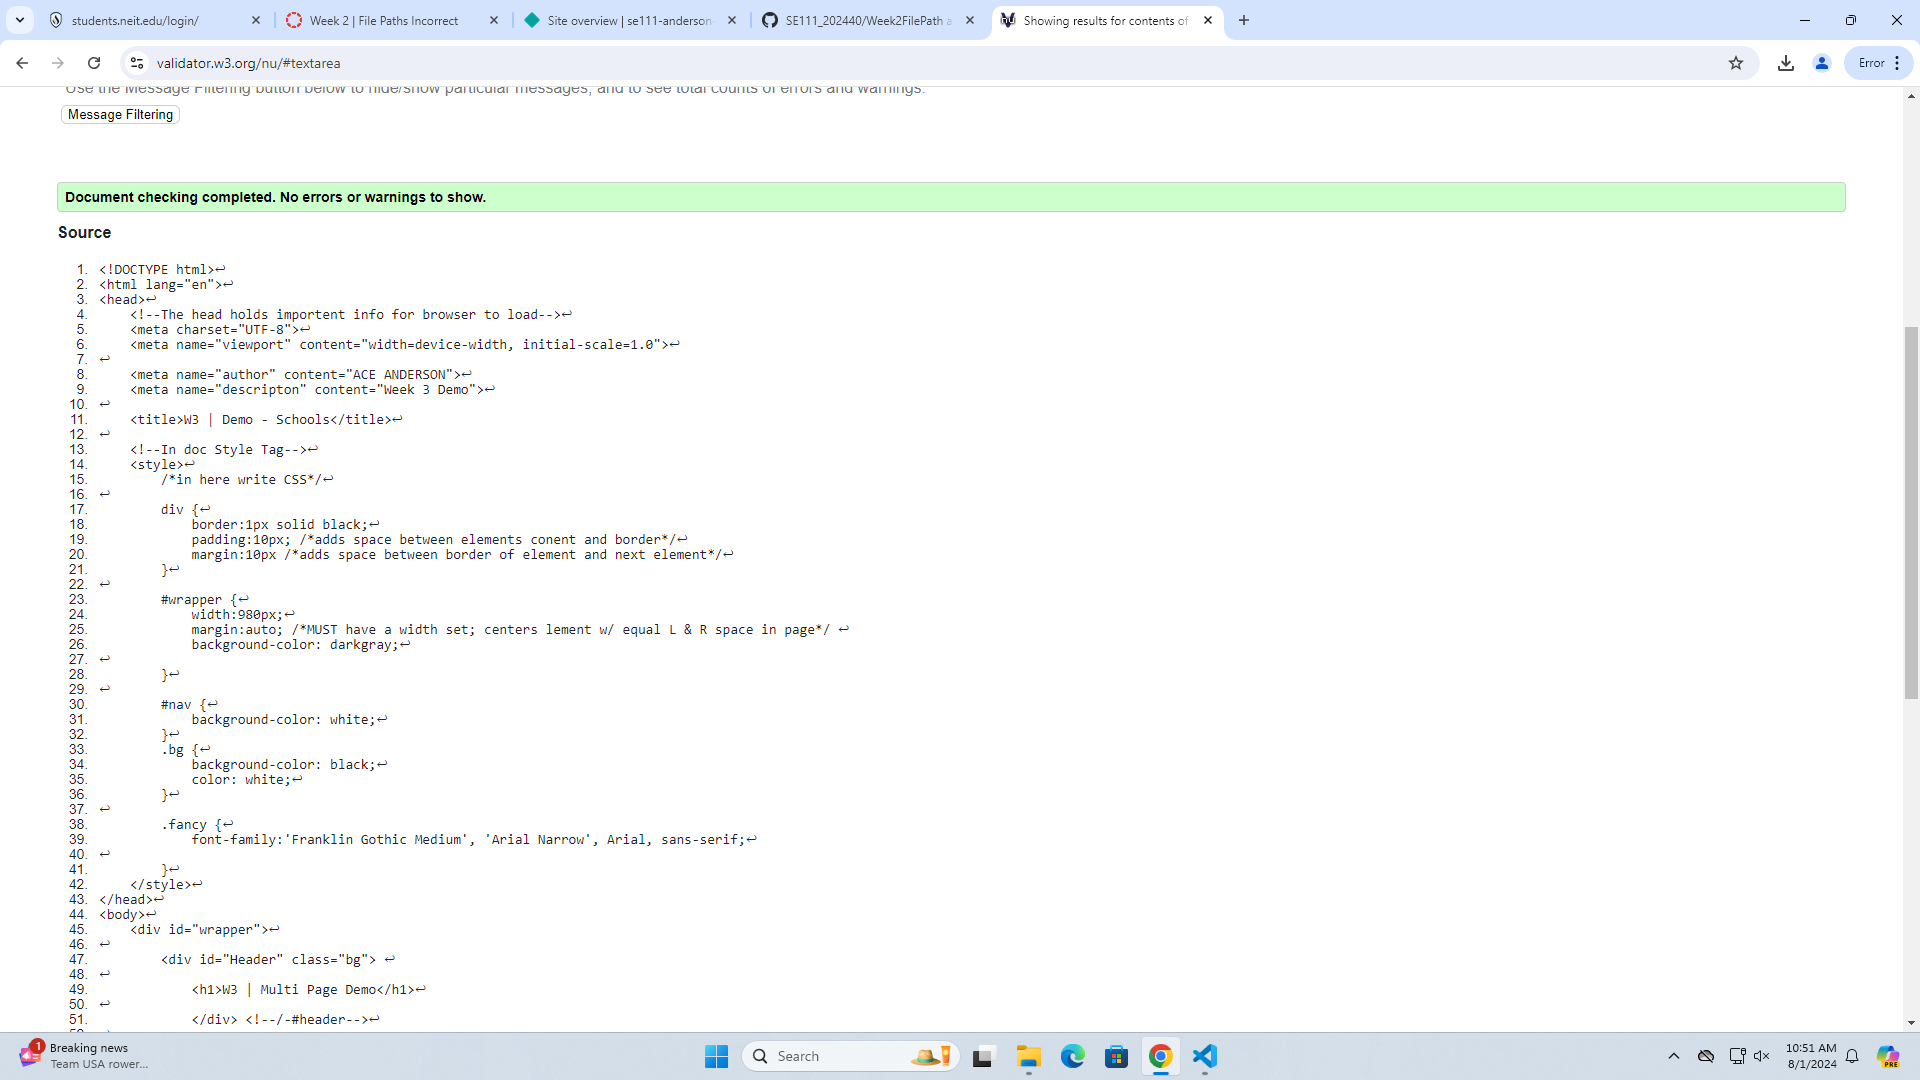 students.neit.edu/login/
Week 2 | File Paths Incorrect
Site overview | se111-anderson-
SE111_202440/Week2FilePath a
Showing results for contents of
validator.w3.org/nu/#textarea
Error
Use the Message Filtering button below to hide/show particular messages, and to see total counts of errors and warnings.
Message Filtering
Document checking completed. No errors or warnings to show.
Source
1. <!DOCTYPE html>↩
2. <html lang="en">↩
3. <head>↩
4. <!--The head holds importent info for browser to load-->↩
5. <meta charset="UTF-8">↩
6. <meta name="viewport" content="width=device-width, initial-scale=1.0">↩
7. ↩
8. <meta name="author" content="ACE ANDERSON">↩
9. <meta name="descripton" content="Week 3 Demo">↩
10. ↩
11. <title>W3 | Demo - Schools</title>↩
12. ↩
13. <!--In doc Style Tag-->↩
14. <style>↩
15. /*in here write CSS*/↩
16. ↩
17. div {↩
18. border:1px solid black;↩
19. padding:10px; /*adds space between elements conent and border*/↩
20. margin:10px /*adds space between border of element and next element*/↩
21. }↩
22. ↩
23. #wrapper {↩
24. width:980px;↩
25. margin:auto; /*MUST have a width set; centers lement w/ equal L & R space in page*/ ↩
26. background-color: darkgray;↩
27. ↩
28. }↩
29. ↩
30. #nav {↩
31. background-color: white;↩
32. }↩
33. .bg {↩
34. background-color: black;↩
35. color: white;↩
36. }↩
37. ↩
38. .fancy {↩
39. font-family:'Franklin Gothic Medium', 'Arial Narrow', Arial, sans-serif;↩
40. ↩
41. }↩
42. </style>↩
43. </head>↩
44. <body>↩
45. <div id="wrapper">↩
46. ↩
47. <div id="Header" class="bg"> ↩
48. ↩
49. <h1>W3 | Multi Page Demo</h1>↩
50. ↩
51. </div> <!--/-#header-->↩
1
Breaking news
Team USA rower...
Search
10:51 AM
8/1/2024
PRE